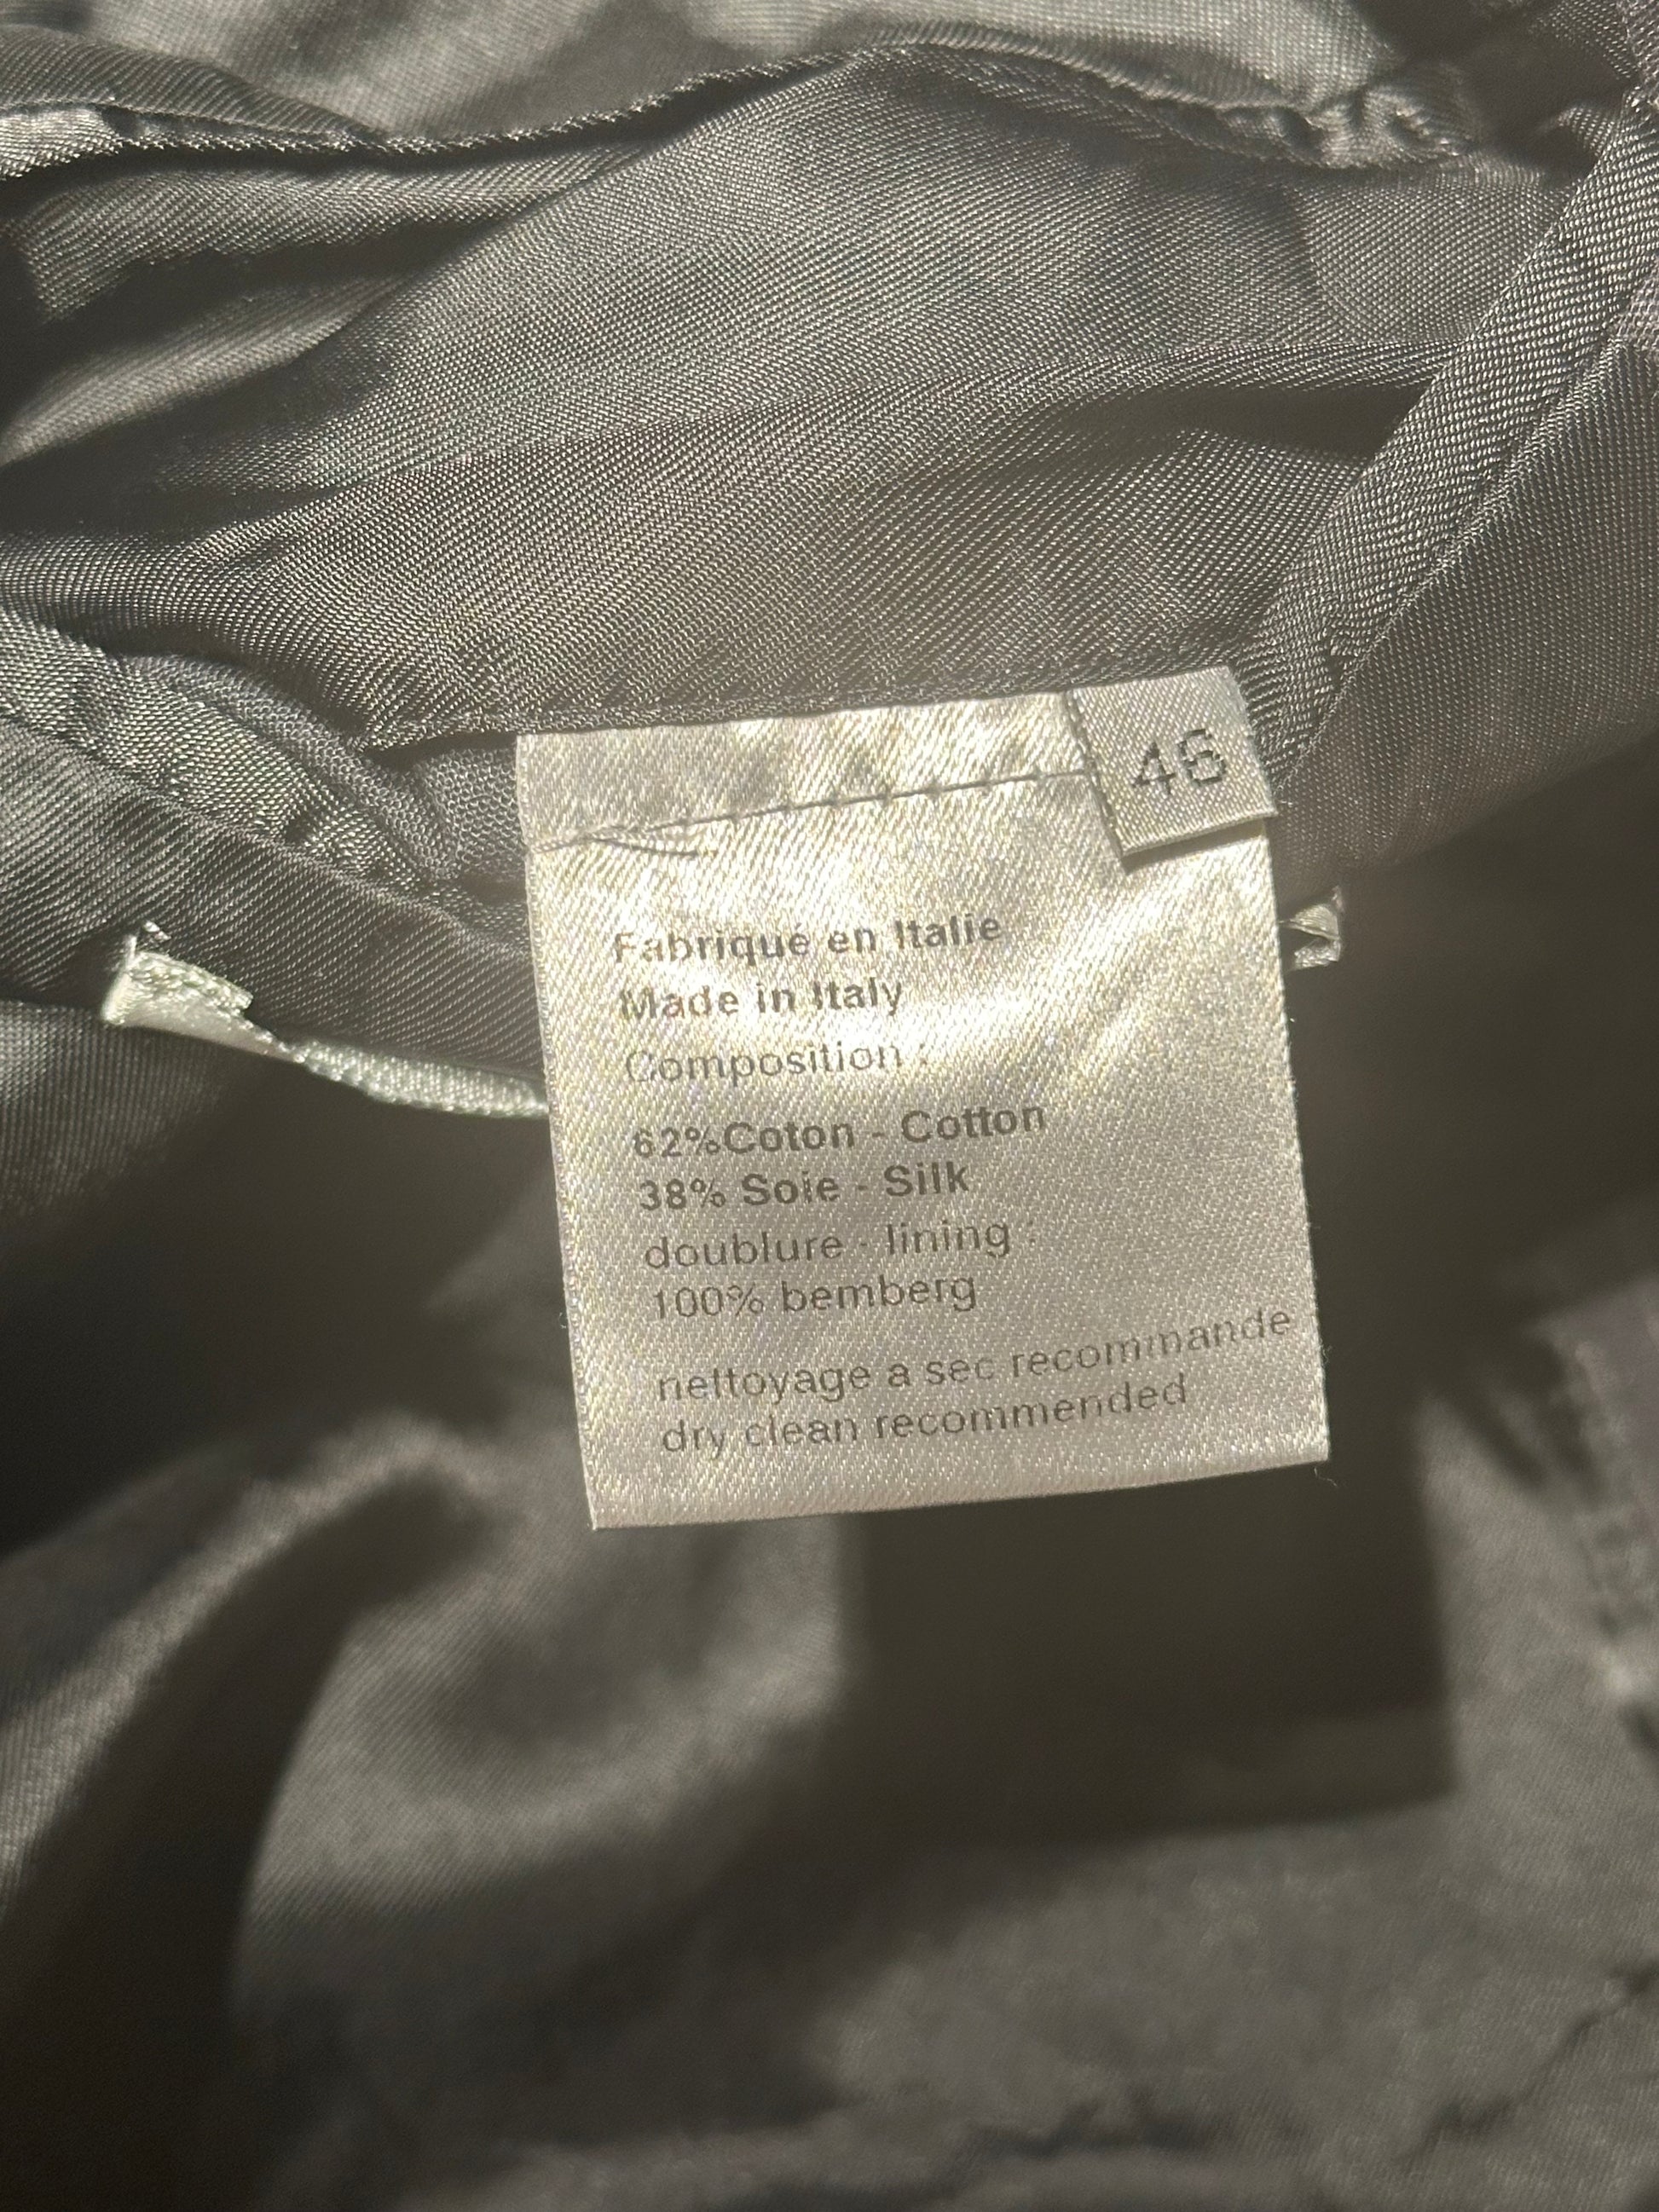 46
Fabriqué en Italie
Made in Italy
Composition :
62%Coton - Cotton
38% Soie - Silk
doublure - lining :
100% bemberg
nettoyage a sec recommande
dry clean recommended